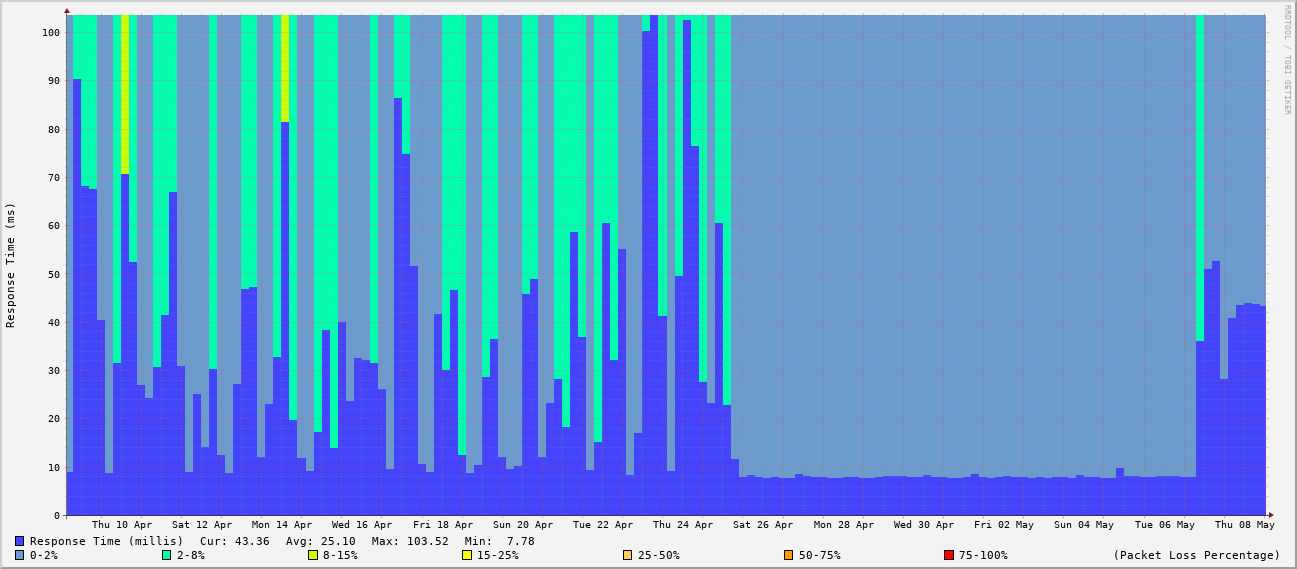 RRDTOOL / TOBI OETIKER
Response Time (ms)
100
90
80
70
60
50
40
30
20
10
0
Thu 10 Apr Sat 12 Apr Mon 14 Apr Wed 16 Apr Fri 18 Apr Sun 20 Apr Tue 22 Apr Thu 24 Apr Sat 26 Apr Mon 28 Apr Wed 30 Apr Fri 02 May Sun 04 May Tue 06 May Thu 08 May
Response Time (millis) Cur: 43.36 Avg: 25.10 Max: 103.52 Min: 7.78
0-2% 2-8% 8-15% 15-25% 25-50% 50-75% 75-100% (Packet Loss Percentage)